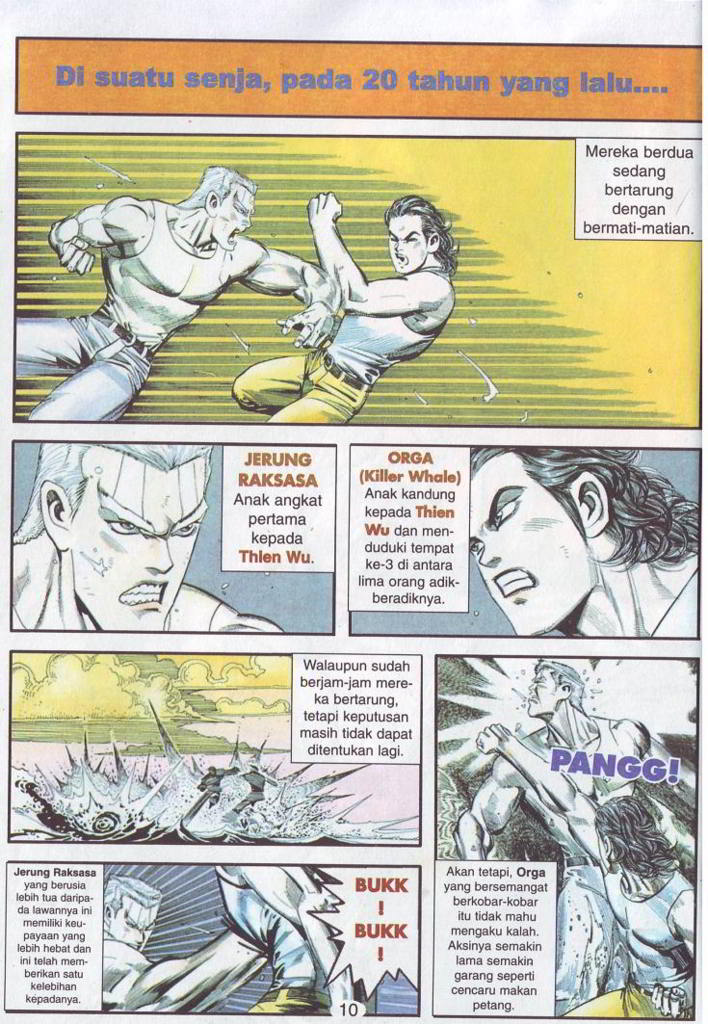 Di suatu senja, pada 20 tahun yang lalu....
Mereka berdua
sedang
bertarung
dengan
bermati-matian.
JERUNG
RAKSASA
Anak angkat
pertama
kepada
Thien Wu.
ORGA
(Killer Whale)
Anak kandung
kepada Thien
Wu dan men-
duduki tempat
ke-3 di antara
lima orang adik-
beradiknya.
Walaupun sudah
berjam-jam mere-
ka bertarung,
tetapi keputusan
masih tidak dapat
ditentukan lagi.
PANGG!
Jerung Raksasa
yang berusia
lebih tua daripa-
da lawannya ini
memiliki keu-
payaan yang
lebih hebat dan
ini telah mem-
berikan satu
kelebihan
kepadanya.
BUKK
!
BUKK
!
Akan tetapi, Orga
yang bersemangat
berkobar-kobar
itu tidak mahu
mengaku kalah.
Aksinya semakin
lama semakin
garang seperti
cencaru makan
petang.
10